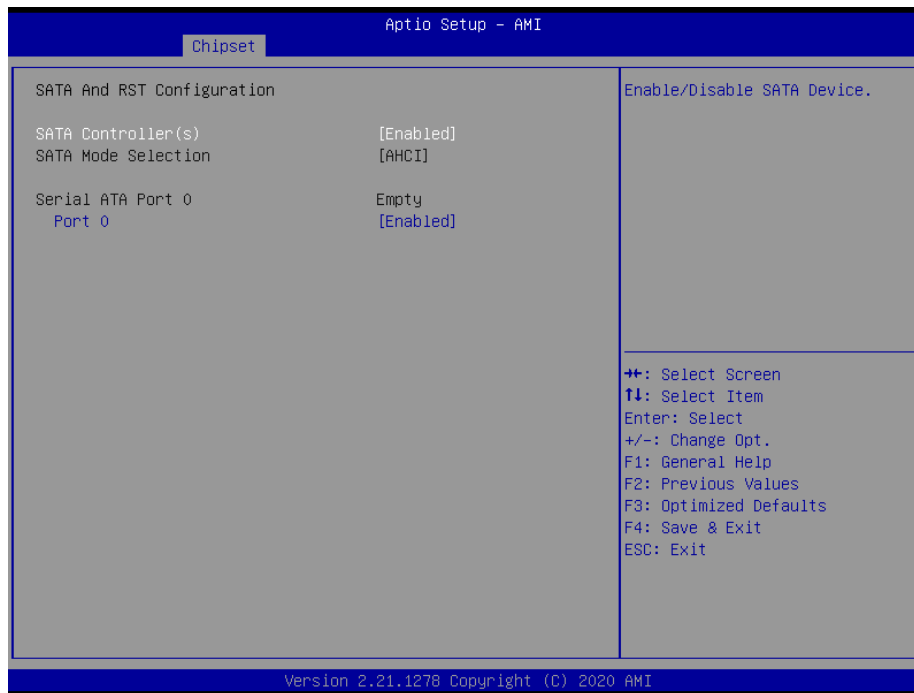 Aptio Setup – AMI
Chipset
SATA And RST Configuration
SATA Controller(s) [Enabled]
SATA Mode Selection [AHCI]
Serial ATA Port 0 Empty
Port 0 [Enabled]
Enable/Disable SATA Device.
→←: Select Screen
↑↓: Select Item
Enter: Select
+/-: Change Opt.
F1: General Help
F2: Previous Values
F3: Optimized Defaults
F4: Save & Exit
ESC: Exit
Version 2.21.1278 Copyright (C) 2020 AMI